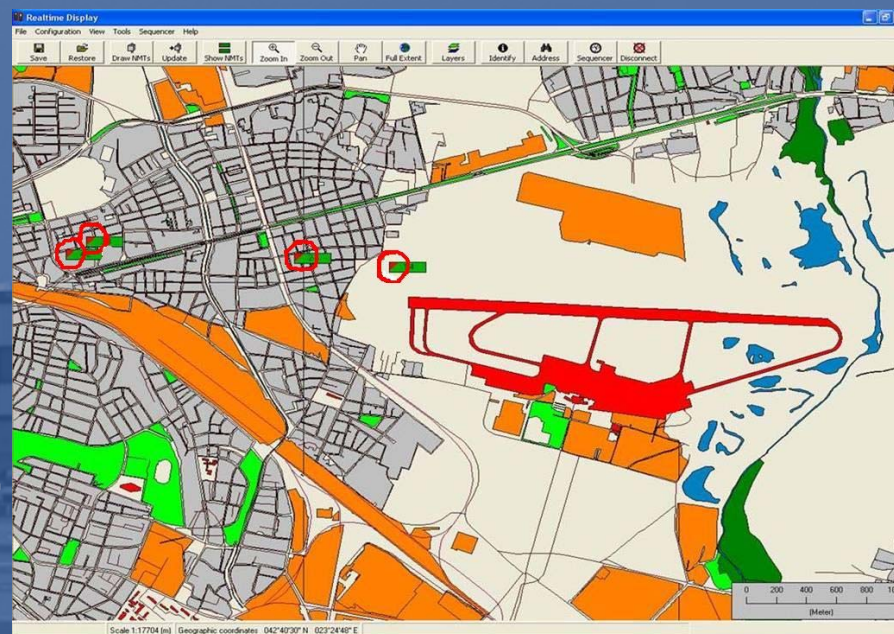 Realtime Display
File Configuration View Tools Sequencer Help
Save Restore Draw NMTs Update Show NMTs Zoom In Zoom Out Pan Full Extent Layers Identify Address Sequencer Disconnect
0 200 400 600 800
(Meter)
Scale 1:17704 [m] Geographic coordinates 042°40'30" N 023°24'48" E